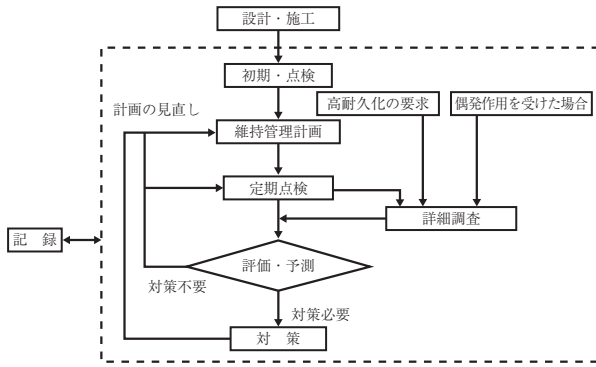 設計・施工
初期・点検
高耐久化の要求
偶発作用を受けた場合
計画の見直し
維持管理計画
定期点検
詳細調査
記　録
評価・予測
対策不要
対策必要
対　策